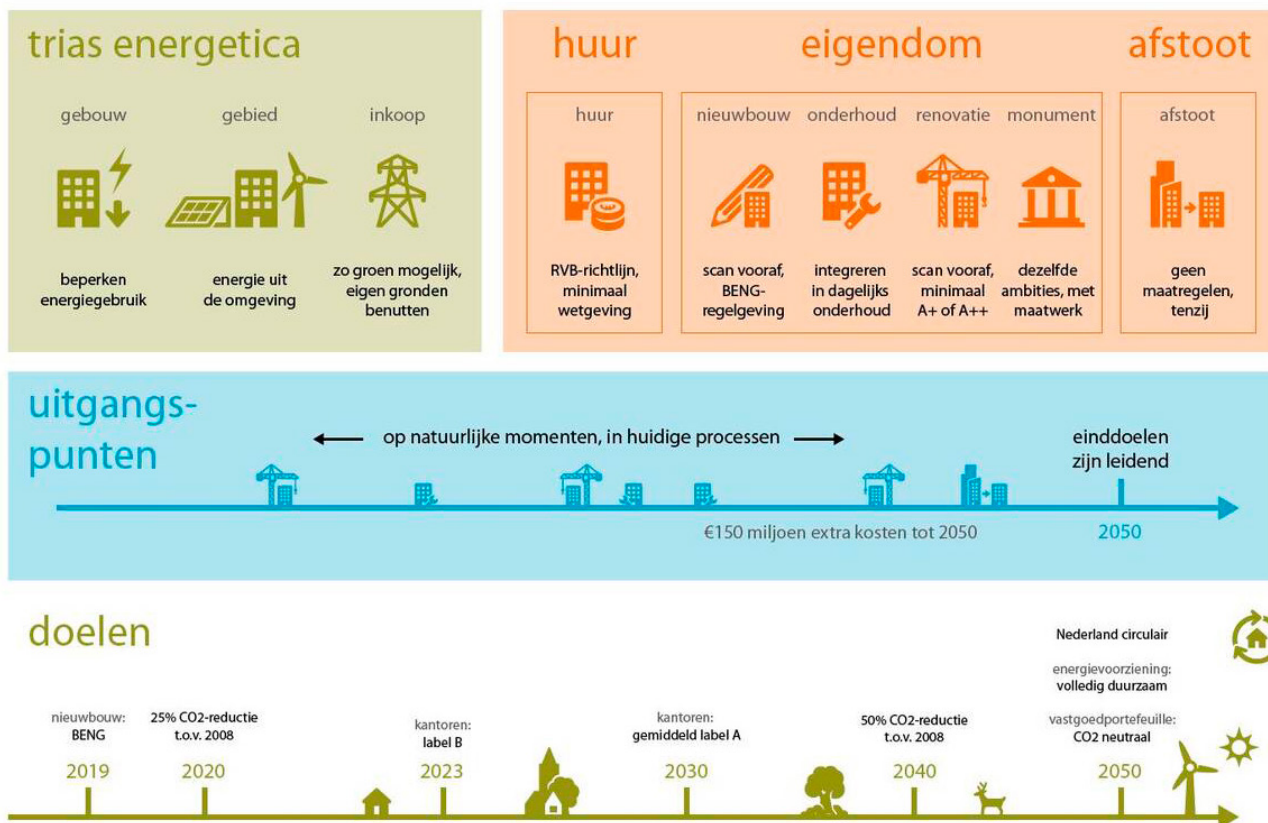 trias energetica
gebouw
beperken
energiegebruik
gebied
energie uit
de omgeving
inkoop
zo groen mogelijk,
eigen gronden
benutten
huur
huur
RVB-richtlijn,
minimaal
wetgeving
eigendom
nieuwbouw
scan vooraf,
BENG-
regelgeving
onderhoud
integreren
in dagelijks
onderhoud
renovatie
scan vooraf,
minimaal
A+ of A++
monument
dezelfde
ambities, met
maatwerk
afstoot
afstoot
geen
maatregelen,
tenzij
uitgangs-
punten
op natuurlijke momenten, in huidige processen
einddoelen
zijn leidend
€150 miljoen extra kosten tot 2050
2050
doelen
nieuwbouw:
BENG
2019
25% CO2-reductie
t.o.v. 2008
2020
kantoren:
label B
2023
kantoren:
gemiddeld label A
2030
50% CO2-reductie
t.o.v. 2008
2040
Nederland circulair
energievoorziening:
volledig duurzaam
vastgoedportefeuille:
CO2 neutraal
2050